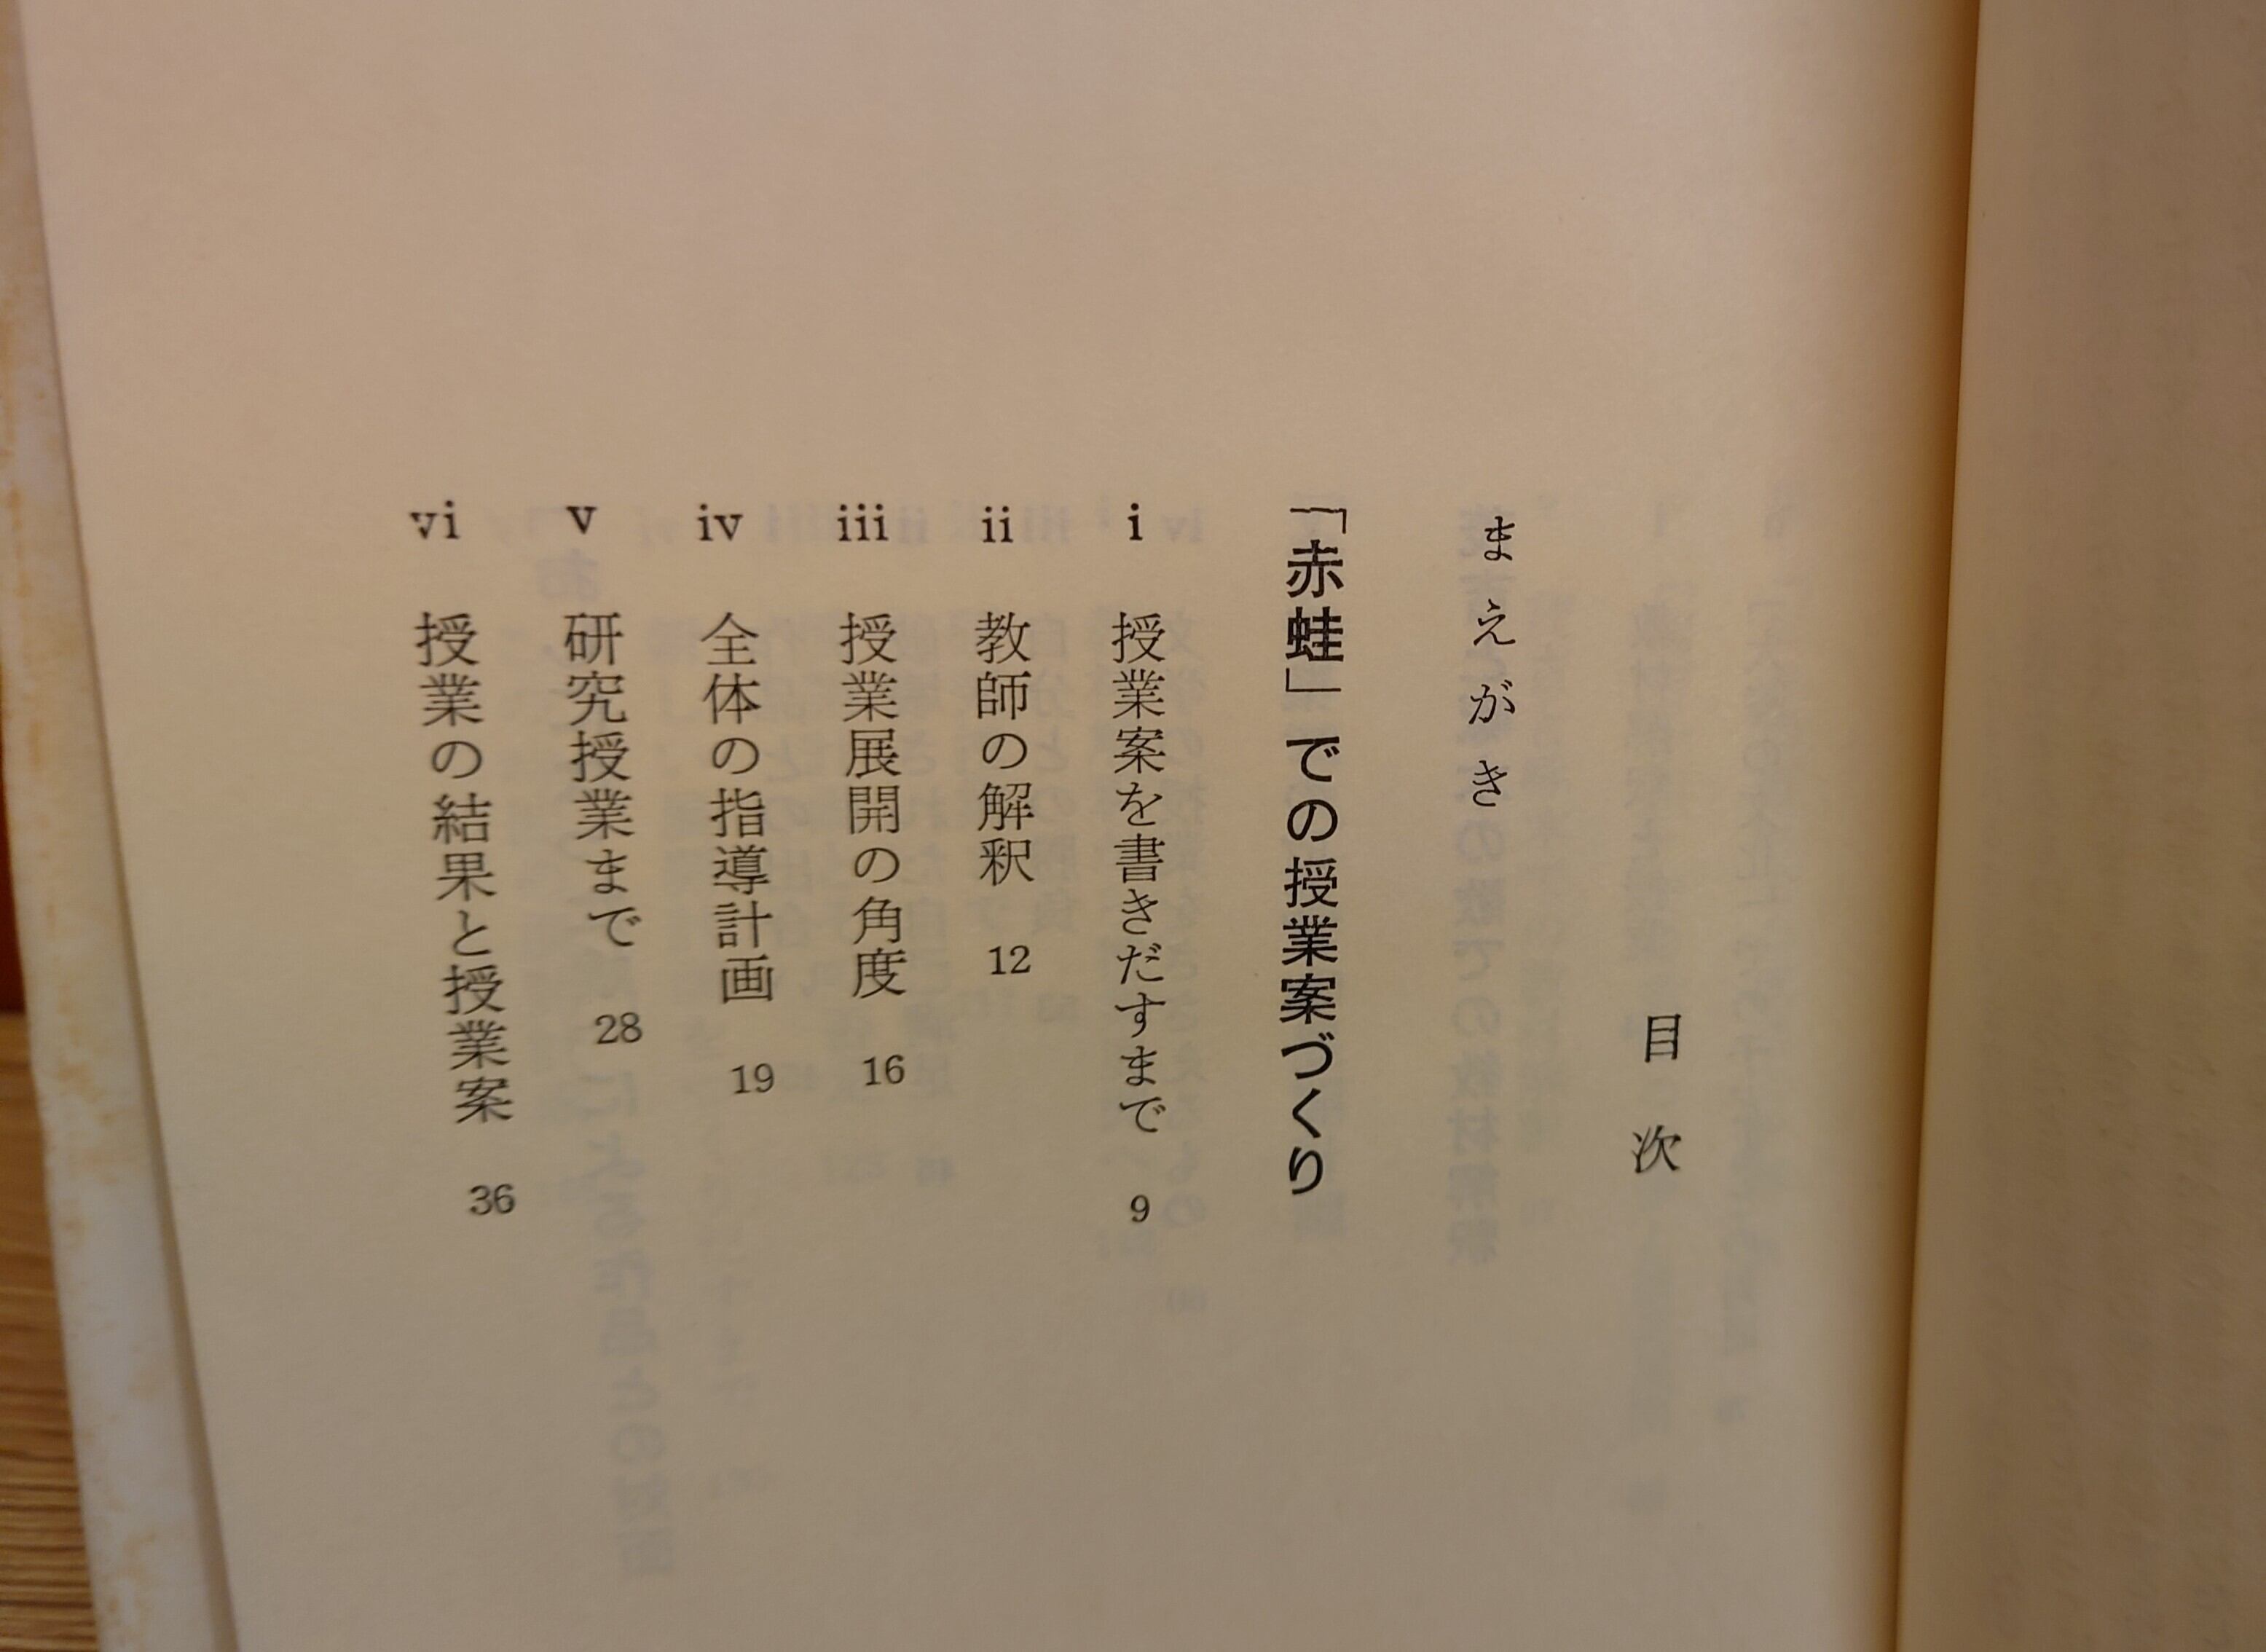 目次
まえがき
「赤蛙」での授業案づくり
i 授業案を書きだすまで 9
ii 教師の解釈 12
iii 授業展開の角度 16
iv 全体の指導計画 19
v 研究授業まで 28
vi 授業の結果と授業案 36